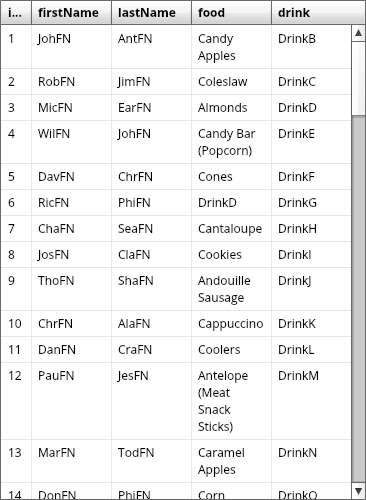 i... firstName lastName food drink
1 JohFN AntFN Candy DrinkB
Apples
2 RobFN JimFN Coleslaw DrinkC
3 MicFN EarFN Almonds DrinkD
4 WilFN JohFN Candy Bar DrinkE
(Popcorn)
5 DavFN ChrFN Cones DrinkF
6 RicFN PhiFN DrinkD DrinkG
7 ChaFN SeaFN Cantaloupe DrinkH
8 JosFN ClaFN Cookies DrinkI
9 ThoFN ShaFN Andouille DrinkJ
Sausage
10 ChrFN AlaFN Cappuccino DrinkK
11 DanFN CraFN Coolers DrinkL
12 PauFN JesFN Antelope DrinkM
(Meat
Snack
Sticks)
13 MarFN TodFN Caramel DrinkN
Apples
14 DonFN PhiFN Corn DrinkO